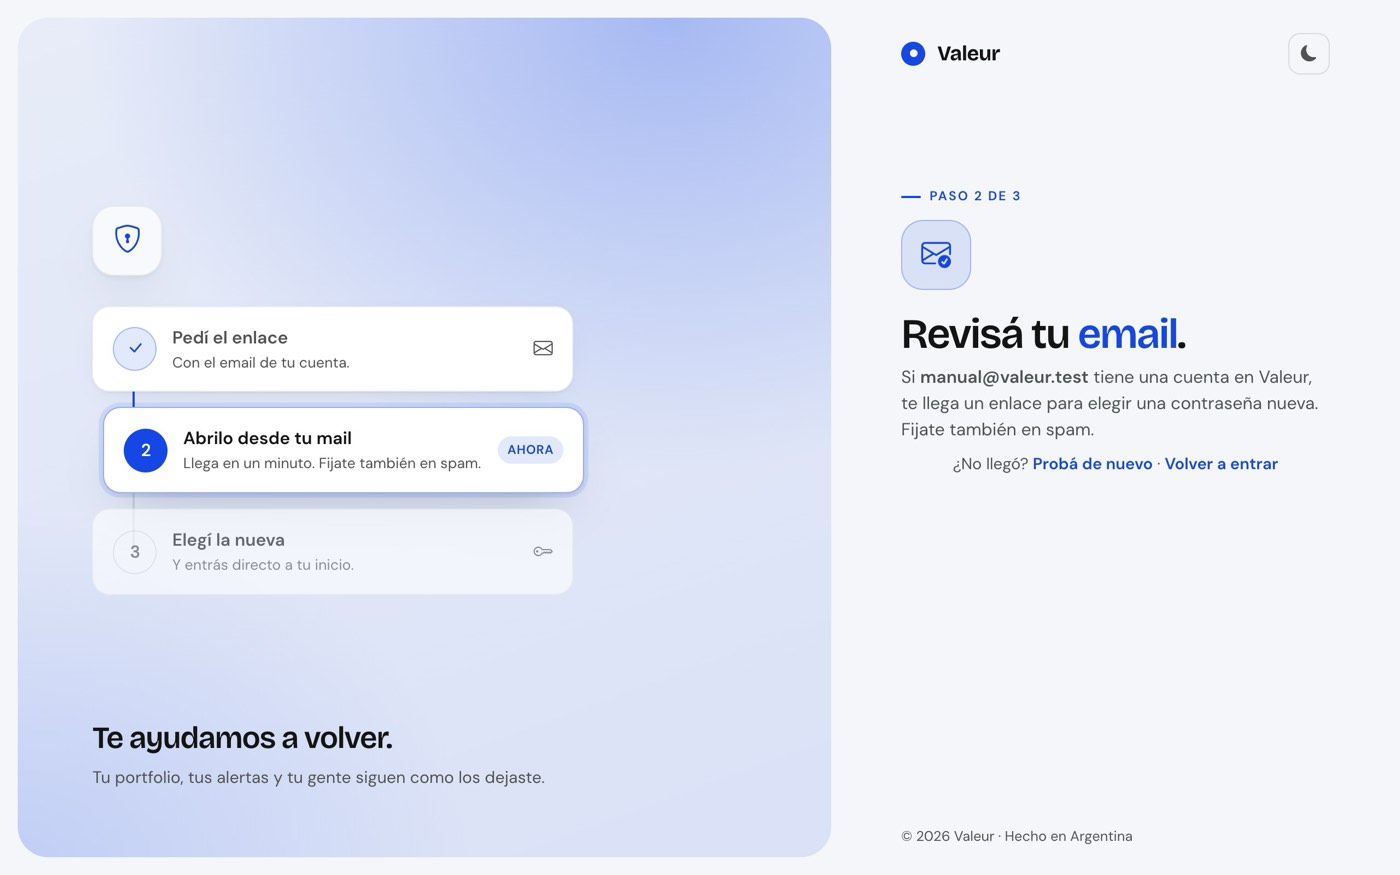 Pedí el enlace
Con el email de tu cuenta.
2
Abrilo desde tu mail
Llega en un minuto. Fijate también en spam.
AHORA
3
Elegí la nueva
Y entrás directo a tu inicio.
Te ayudamos a volver.
Tu portfolio, tus alertas y tu gente siguen como los dejaste.
Valeur
PASO 2 DE 3
Revisá tu email.
Si manual@valeur.test tiene una cuenta en Valeur,
te llega un enlace para elegir una contraseña nueva.
Fijate también en spam.
¿No llegó? Probá de nuevo · Volver a entrar
© 2026 Valeur · Hecho en Argentina